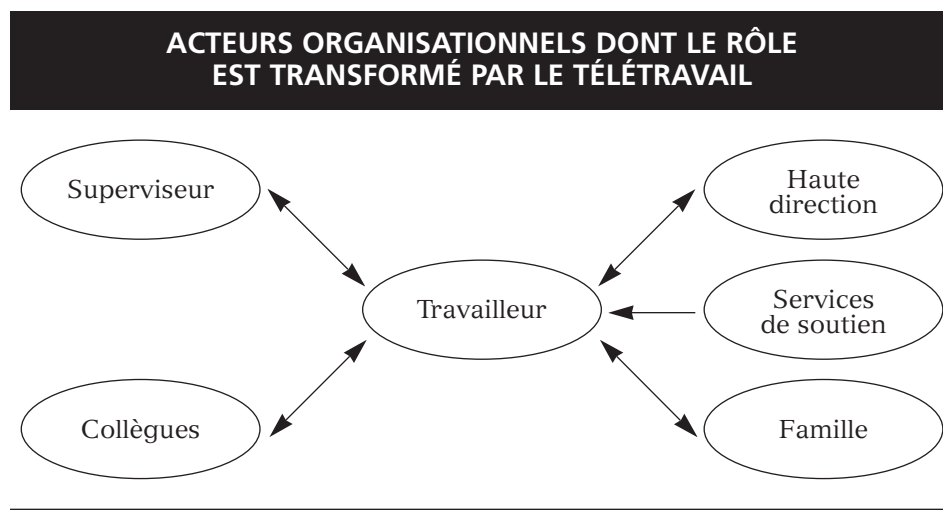 ACTEURS ORGANISATIONNELS DONT LE RÔLE
EST TRANSFORMÉ PAR LE TÉLÉTRAVAIL
Superviseur
Haute
direction
Travailleur
Services
de soutien
Collègues
Famille